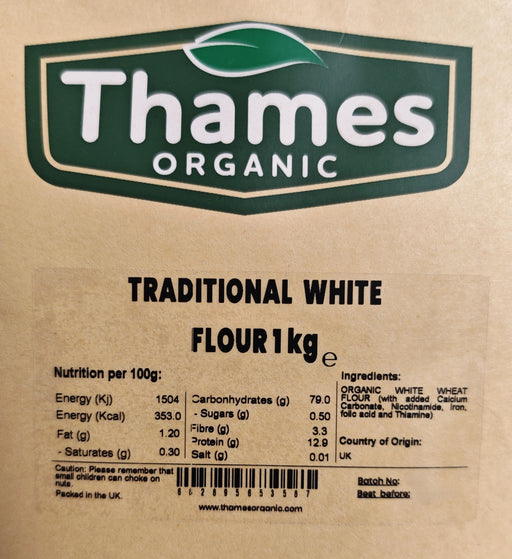 Thames
ORGANIC
TRADITIONAL WHITE
FLOUR 1kg e
Nutrition per 100g:
Energy (Kj) 1504
Energy (Kcal) 353.0
Fat (g) 1.20
- Saturates (g) 0.30
Carbonhydrates (g) 79.0
- Sugars (g) 0.50
Fibre (g) 3.3
Protein (g) 12.9
Salt (g) 0.01
Ingredients:
ORGANIC WHITE WHEAT
FLOUR (with added Calcium
Carbonate, Nicotinamide, Iron,
folic acid and Thiamine)
Country of Origin:
UK
Caution: Please remember that
small children can choke on
nuts.
Packed in the UK.
www.thamesorganic.com
Batch No:
Best before: